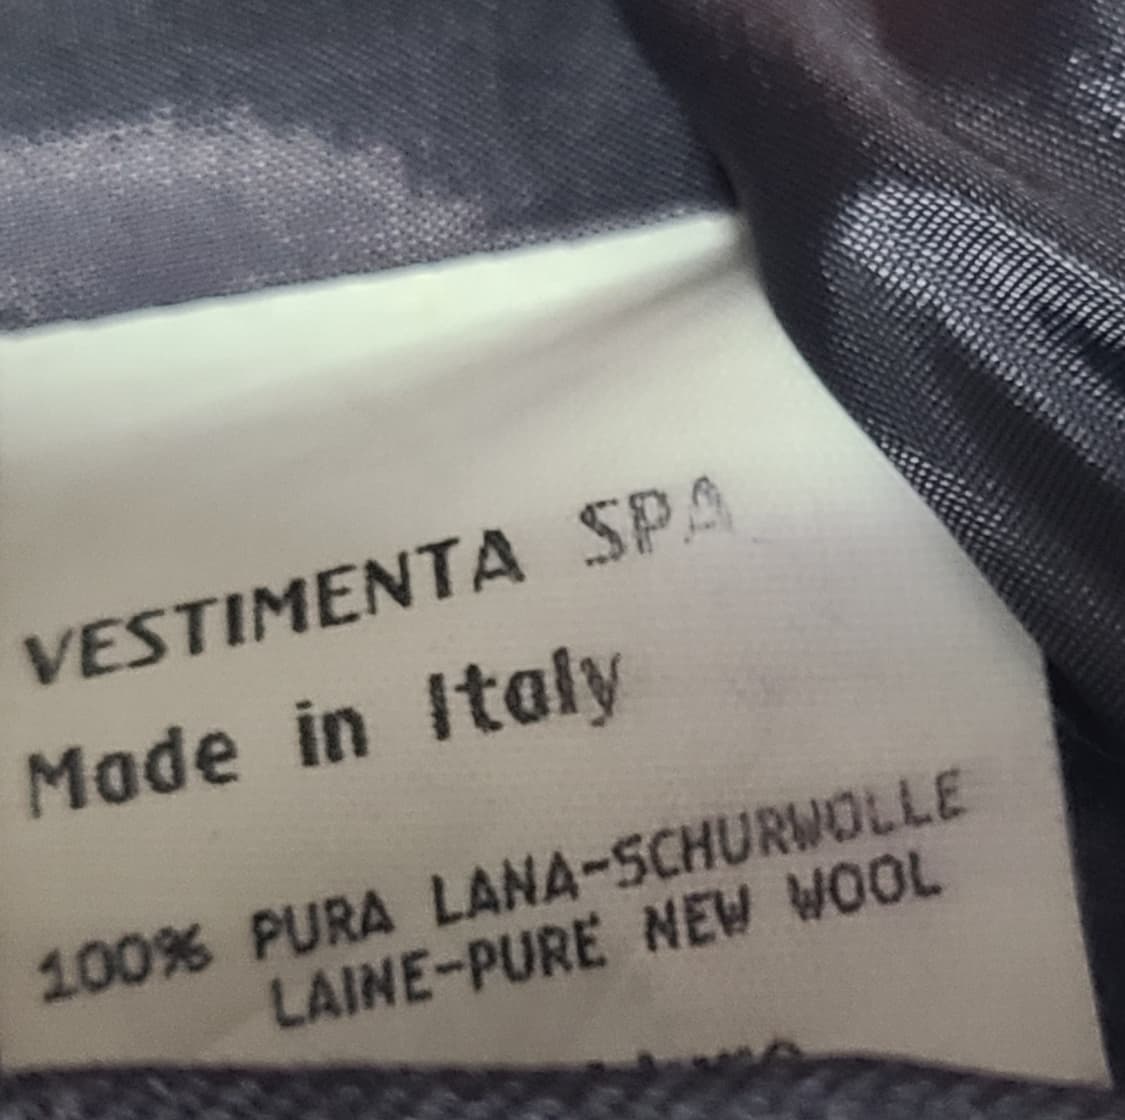 VESTIMENTA SPA
Made in Italy
100% PURA LANA-SCHURWOLLE
LAINE-PURE NEW WOOL